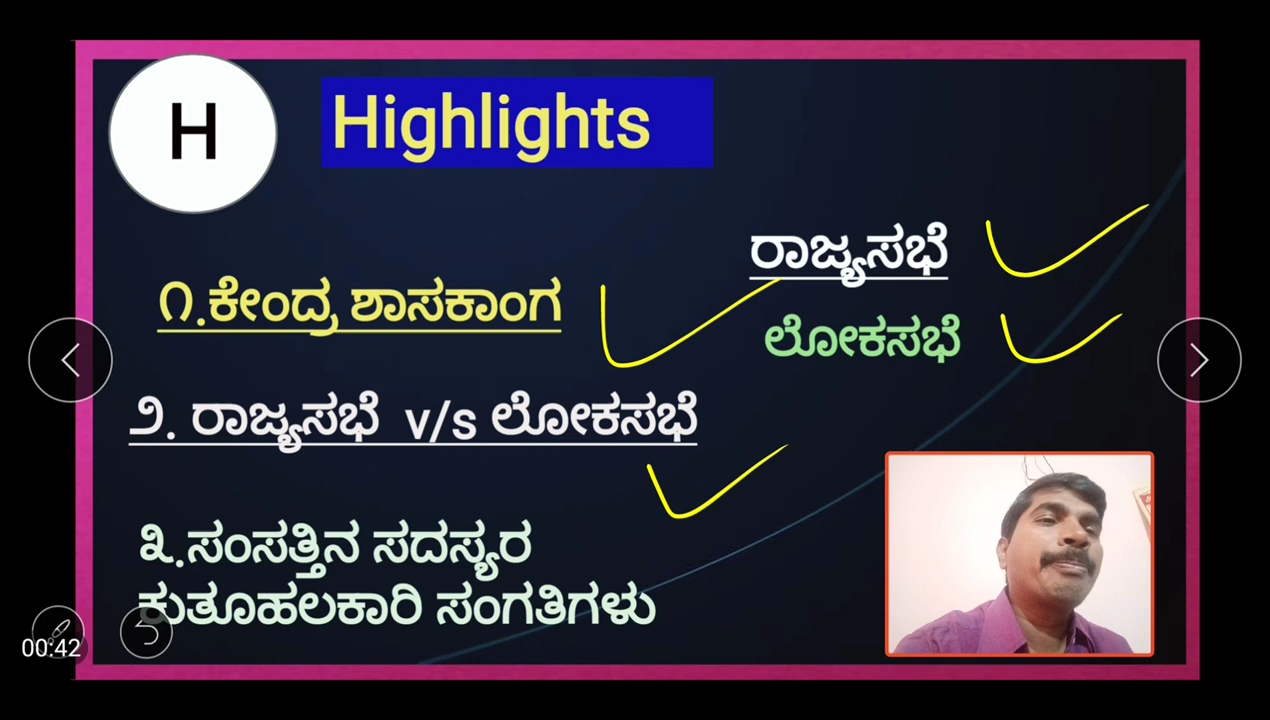 H
Highlights
ರಾಜ್ಯಸಭೆ
೧.ಕೇಂದ್ರ ಶಾಸಕಾಂಗ
ಲೋಕಸಭೆ
೨. ರಾಜ್ಯಸಭೆ v/s ಲೋಕಸಭೆ
೩.ಸಂಸತ್ತಿನ ಸದಸ್ಯರ
ಕುತೂಹಲಕಾರಿ ಸಂಗತಿಗಳು
00:42